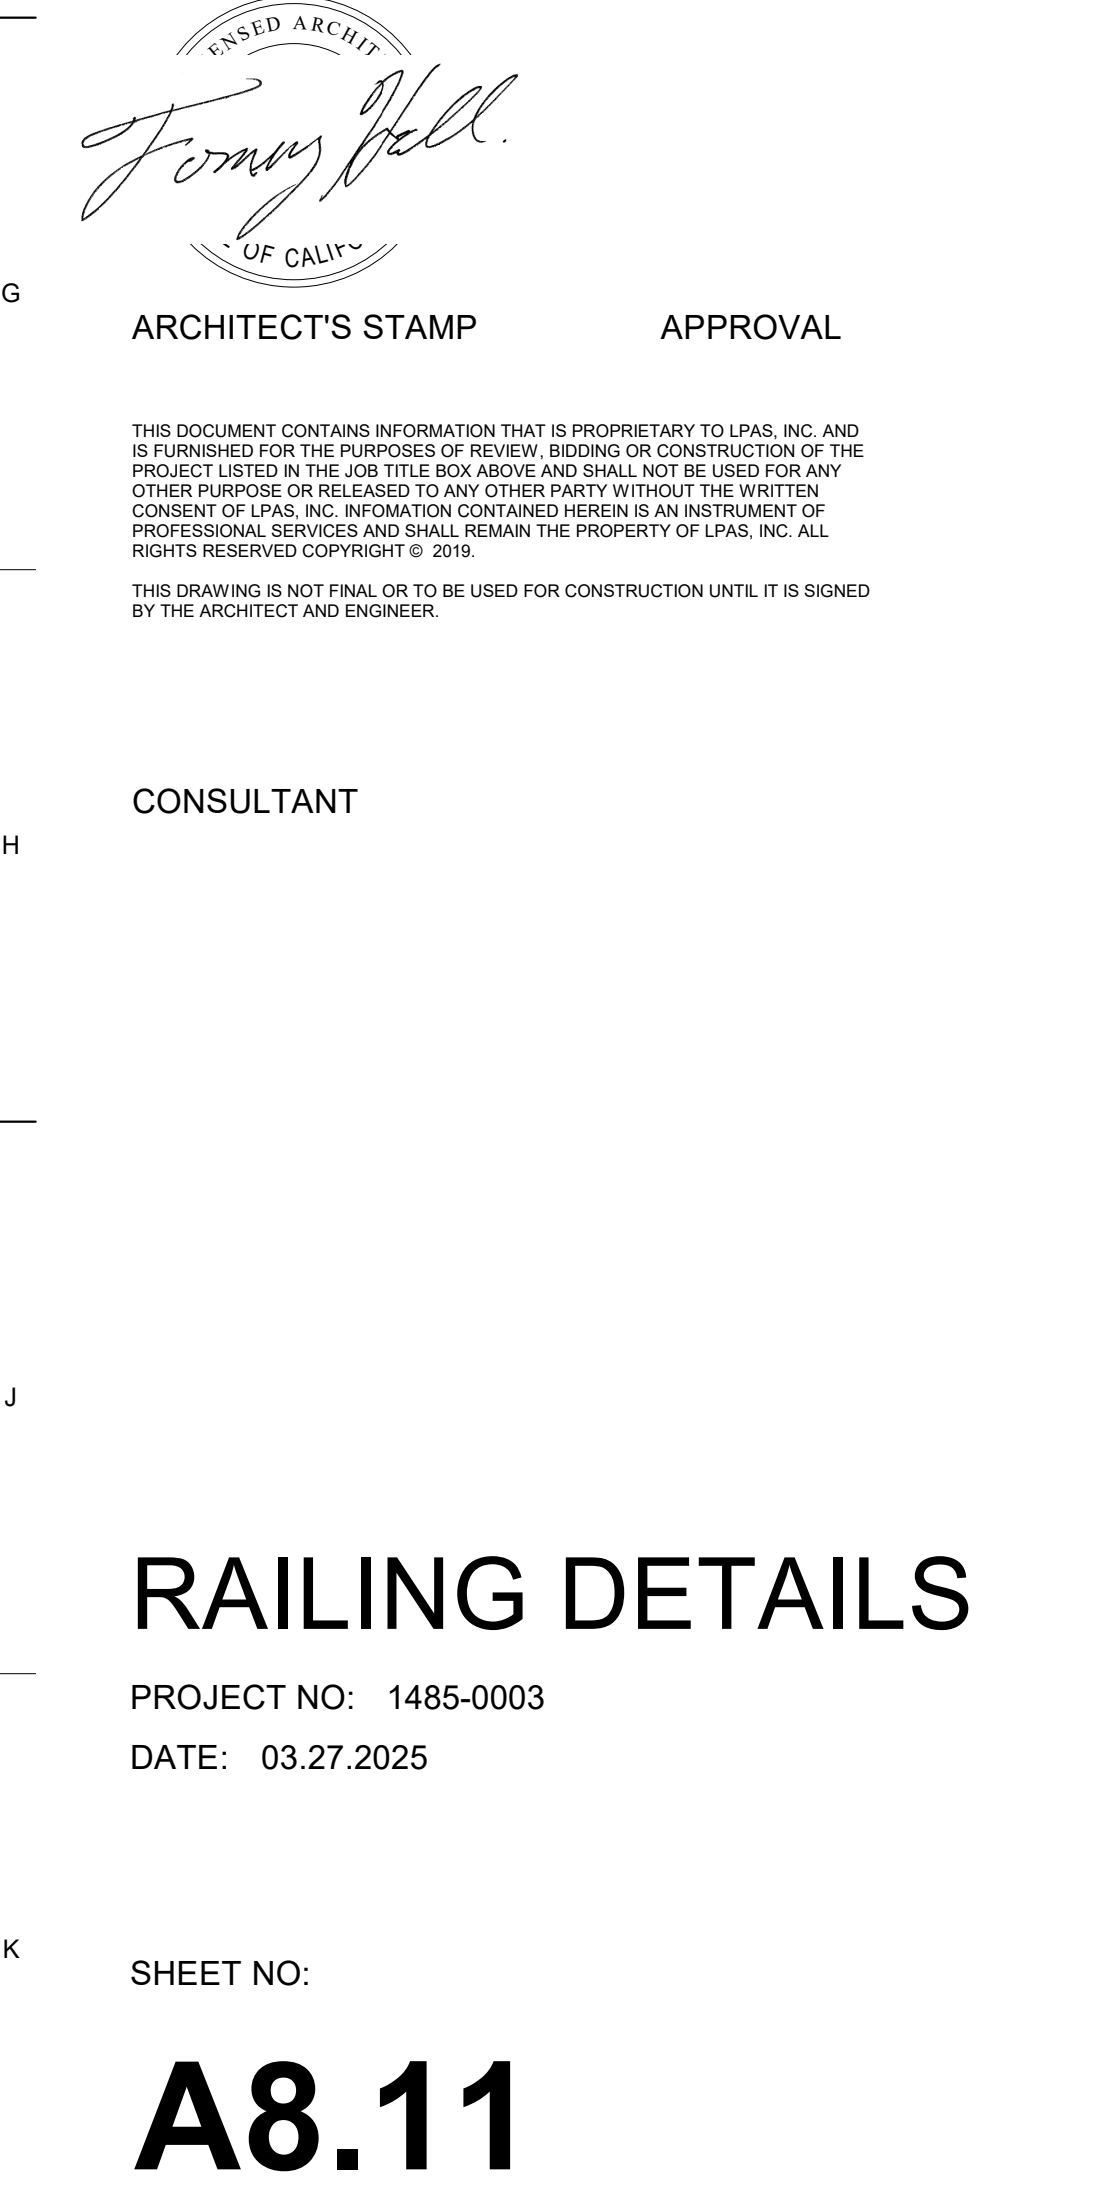 ENSED ARCHIT
Tommy Hall.
OF CALIFO
G
ARCHITECT'S STAMP APPROVAL
THIS DOCUMENT CONTAINS INFORMATION THAT IS PROPRIETARY TO LPAS, INC. AND
IS FURNISHED FOR THE PURPOSES OF REVIEW, BIDDING OR CONSTRUCTION OF THE
PROJECT LISTED IN THE JOB TITLE BOX ABOVE AND SHALL NOT BE USED FOR ANY
OTHER PURPOSE OR RELEASED TO ANY OTHER PARTY WITHOUT THE WRITTEN
CONSENT OF LPAS, INC. INFOMATION CONTAINED HEREIN IS AN INSTRUMENT OF
PROFESSIONAL SERVICES AND SHALL REMAIN THE PROPERTY OF LPAS, INC. ALL
RIGHTS RESERVED COPYRIGHT © 2019.
THIS DRAWING IS NOT FINAL OR TO BE USED FOR CONSTRUCTION UNTIL IT IS SIGNED
BY THE ARCHITECT AND ENGINEER.
CONSULTANT
H
J
RAILING DETAILS
PROJECT NO: 1485-0003
DATE: 03.27.2025
K
SHEET NO:
A8.11